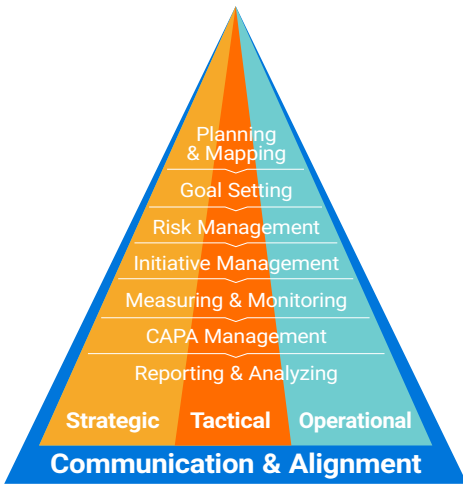 Planning
& Mapping
Goal Setting
Risk Management
Initiative Management
Measuring & Monitoring
CAPA Management
Reporting & Analyzing
Strategic Tactical Operational
Communication & Alignment